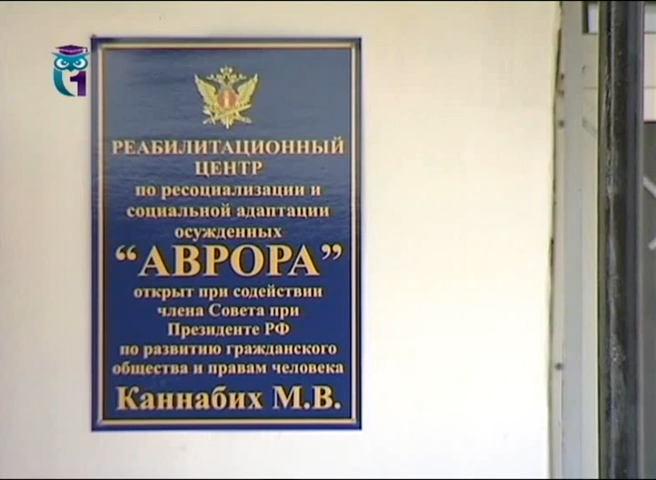 1
РЕАБИЛИТАЦИОННЫЙ
ЦЕНТР
по ресоциализации и
социальной адаптации
осужденных
“АВРОРА”
открыт при содействии
члена Совета при
Президенте РФ
по развитию гражданского
общества и правам человека
Каннабих М.В.